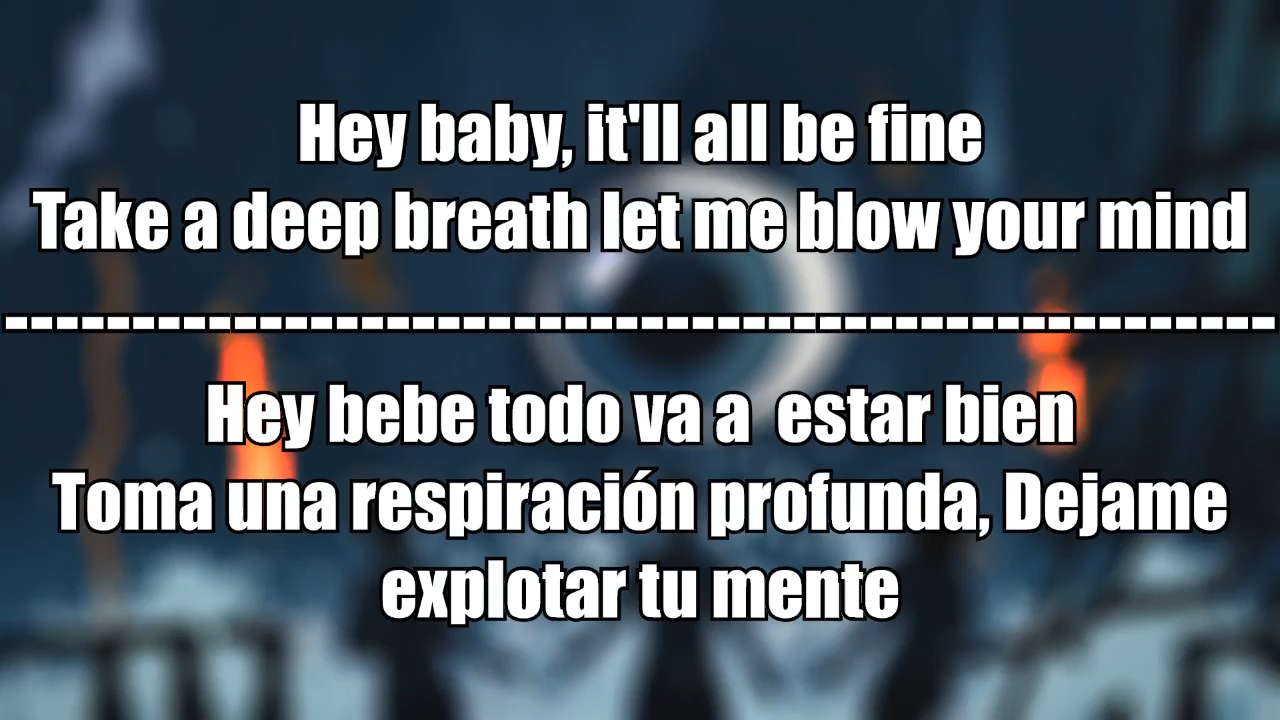 Hey baby, it'll all be fine
Take a deep breath let me blow your mind
--------------------------------------------------
Hey bebe todo va a  estar bien
Toma una respiración profunda, Dejame
explotar tu mente